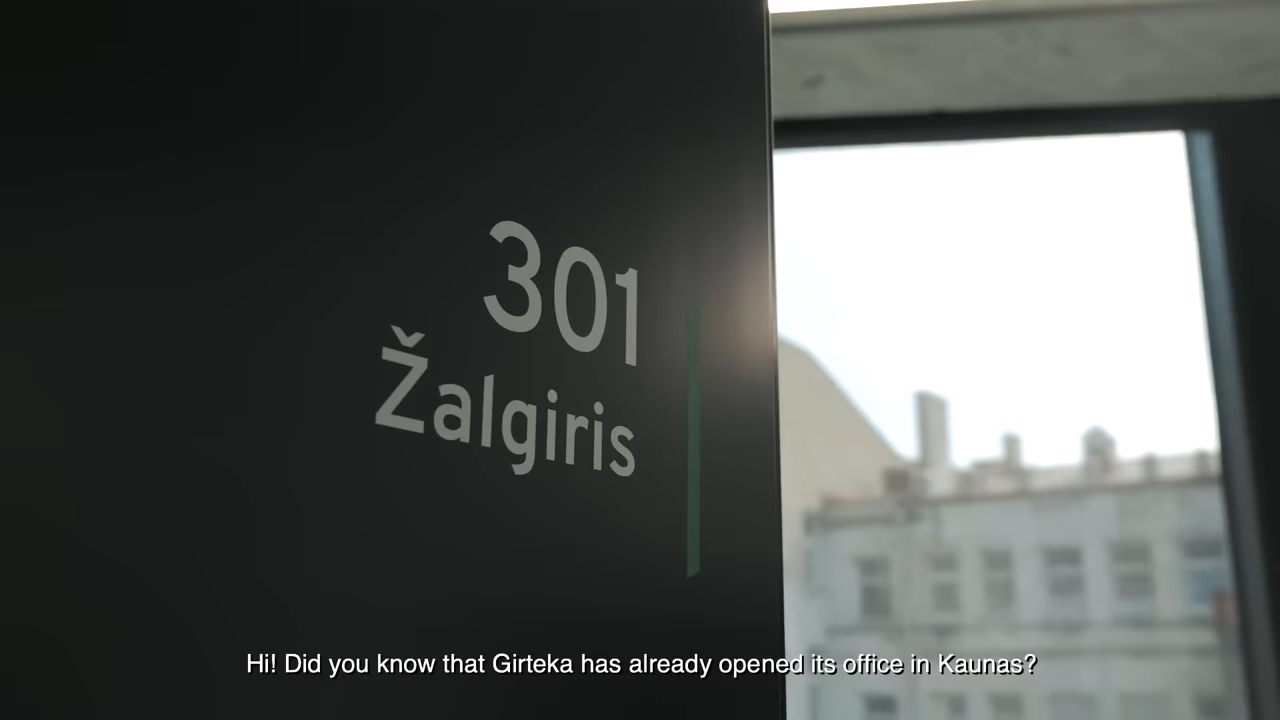 301
Žalgiris
Hi! Did you know that Girteka has already opened its office in Kaunas?